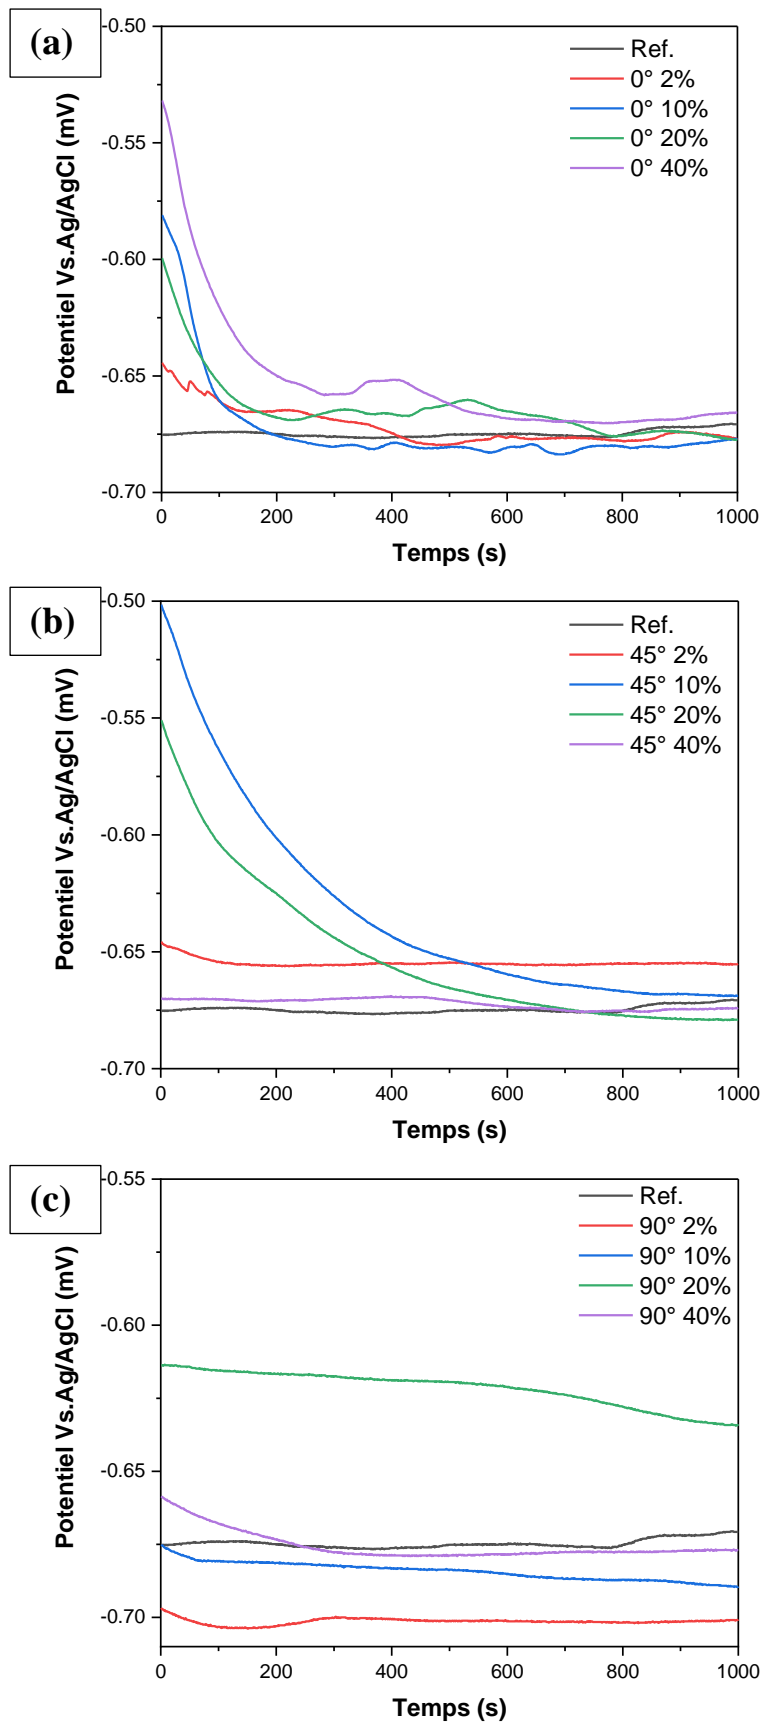 (a)
Ref.
0° 2%
0° 10%
0° 20%
0° 40%
Potentiel Vs.Ag/AgCl (mV)
-0.50
-0.55
-0.60
-0.65
-0.70
0 200 400 600 800 1000
Temps (s)
(b)
Ref.
45° 2%
45° 10%
45° 20%
45° 40%
Potentiel Vs.Ag/AgCl (mV)
-0.50
-0.55
-0.60
-0.65
-0.70
0 200 400 600 800 1000
Temps (s)
(c)
Ref.
90° 2%
90° 10%
90° 20%
90° 40%
Potentiel Vs.Ag/AgCl (mV)
-0.55
-0.60
-0.65
-0.70
0 200 400 600 800 1000
Temps (s)